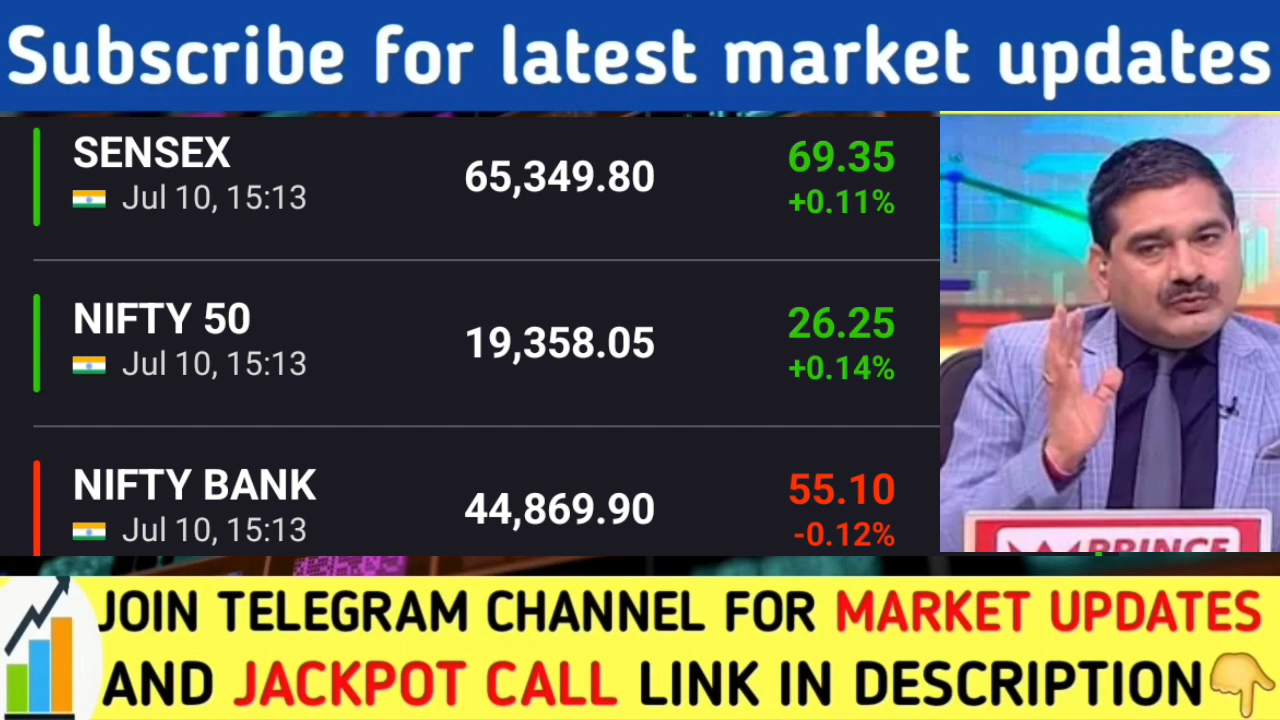 Subscribe for latest market updates
SENSEX
Jul 10, 15:13
65,349.80
69.35
+0.11%
NIFTY 50
Jul 10, 15:13
19,358.05
26.25
+0.14%
NIFTY BANK
Jul 10, 15:13
44,869.90
55.10
-0.12%
PRINCE
JOIN TELEGRAM CHANNEL FOR MARKET UPDATES
AND JACKPOT CALL LINK IN DESCRIPTION👇